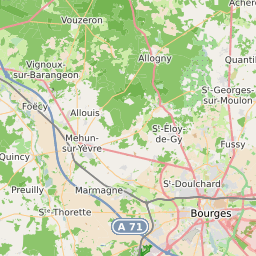 Achère
Vouzeron
Allogny
Quantil
Vignoux-
sur-Barangeon
St-Georges-
sur-Moulon
Foëcy
Allouis
St-Éloy-
de-Gy
Mehun-
sur-Yèvre
Fussy
Quincy
St-Doulchard
Preuilly
Marmagne
Ste-Thorette
Bourges
A 71